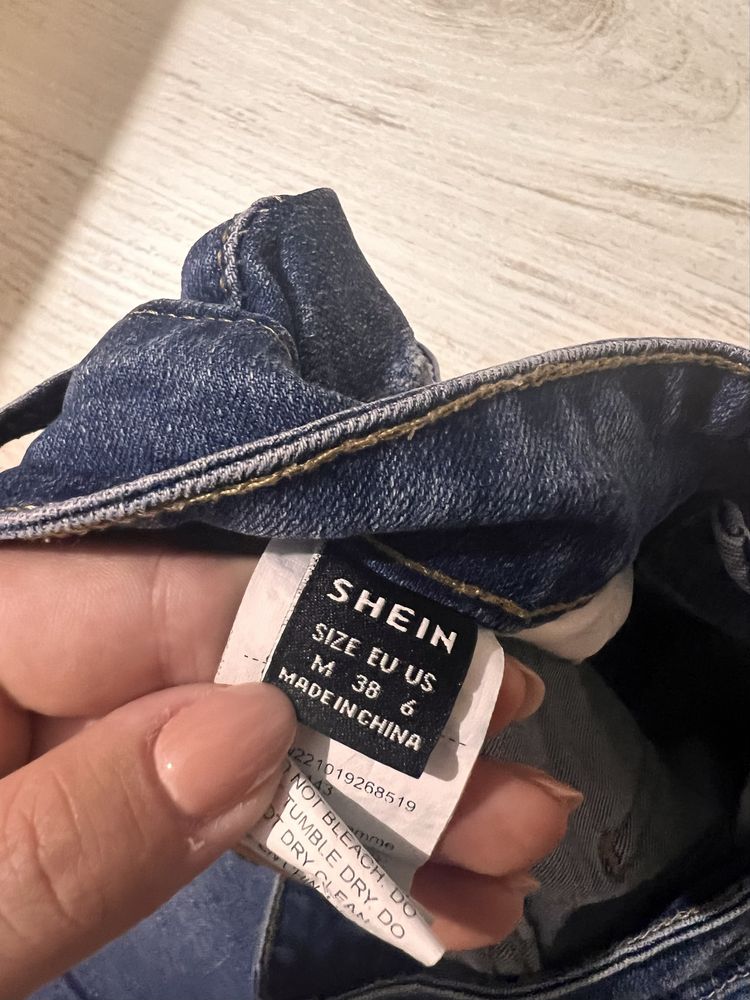 SHEIN
SIZE EU US
M 38 6
MADE IN CHINA
221019268519
NOT BLEACH. DO
TUMBLE DRY DO
DRY CLEAN